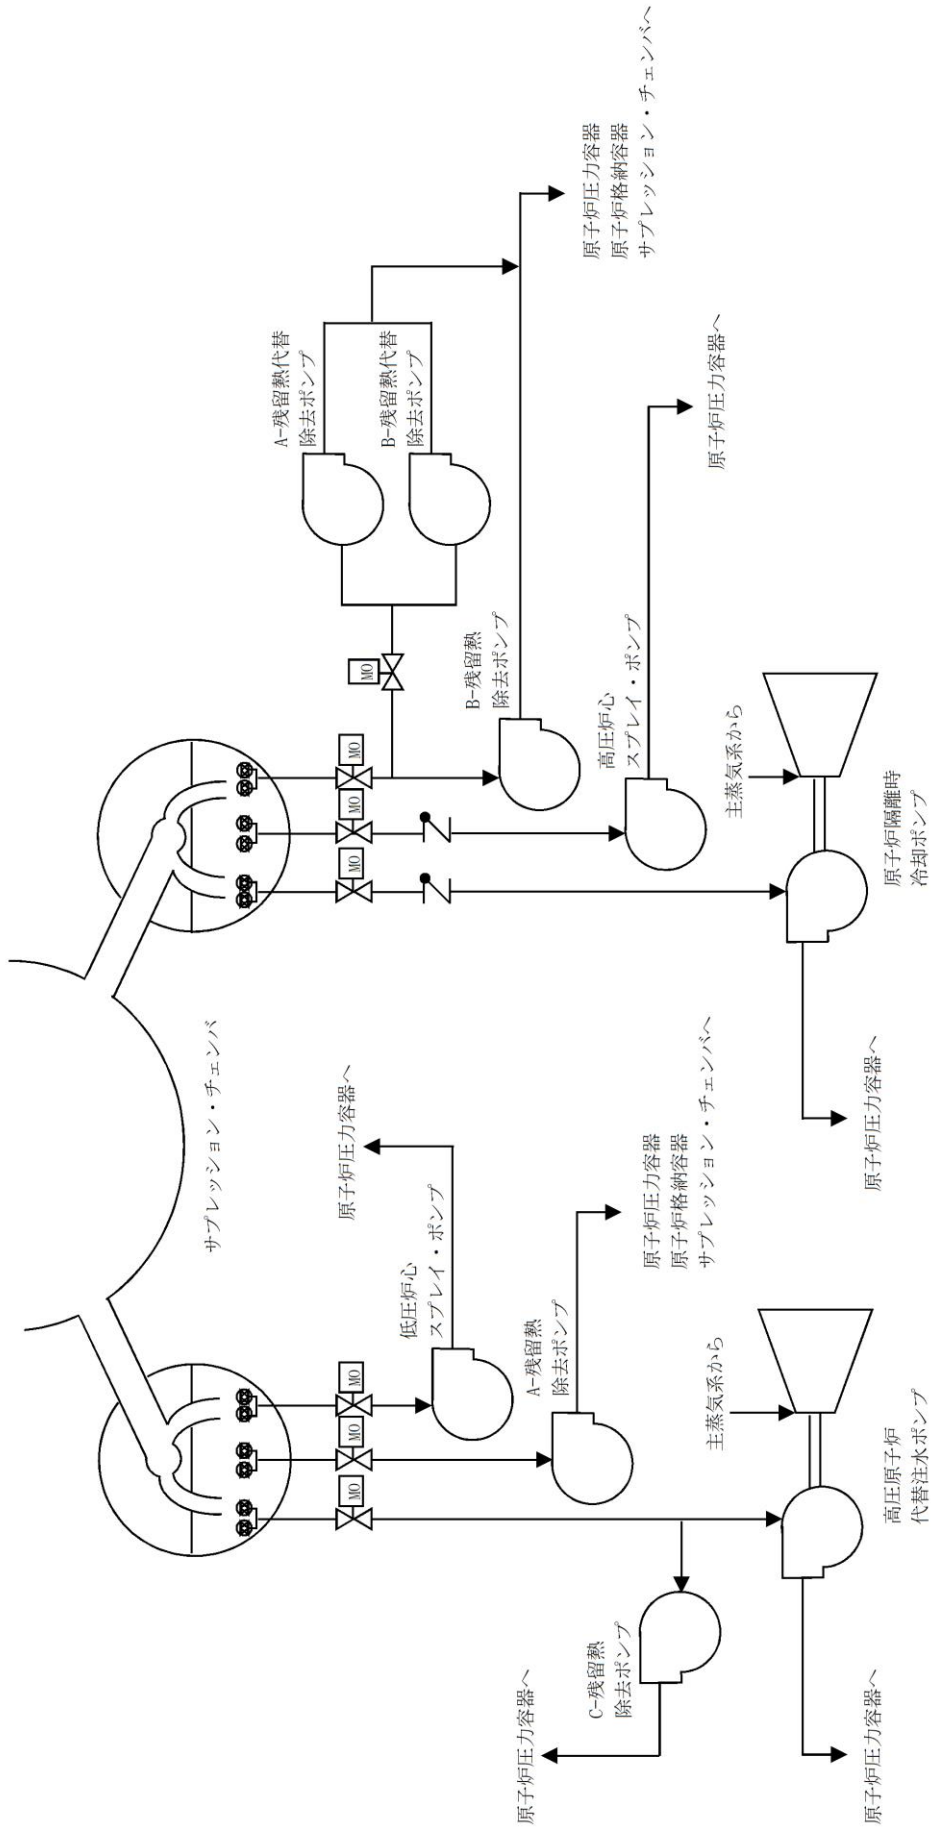 サプレッション・チェンバ
MO
MO
MO
MO
MO
MO
MO
A-残留熱代替
除去ポンプ
B-残留熱代替
除去ポンプ
原子炉圧力容器へ
低圧炉心
スプレイ・ポンプ
B-残留熱
除去ポンプ
原子炉圧力容器
原子炉格納容器
サプレッション・チェンバへ
原子炉圧力容器へ
A-残留熱
除去ポンプ
C-残留熱
除去ポンプ
原子炉圧力容器
原子炉格納容器
サプレッション・チェンバへ
高圧炉心
スプレイ・ポンプ
原子炉圧力容器へ
主蒸気系から
主蒸気系から
原子炉圧力容器へ
高圧原子炉
代替注水ポンプ
原子炉圧力容器へ
原子炉隔離時
冷却ポンプ